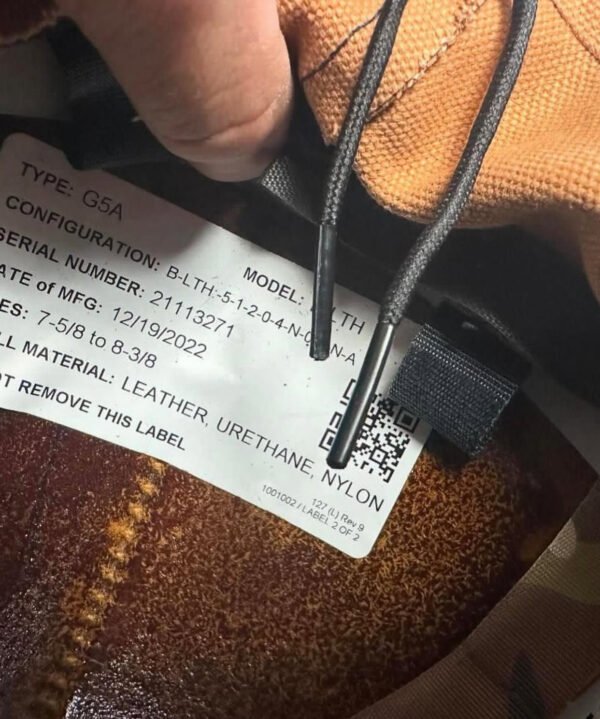 TYPE: G5A
MODEL: LTH
CONFIGURATION: B-LTH-5-1-2-0-4-N- N-A
SERIAL NUMBER: 21113271
ATE of MFG: 12/19/2022
ES: 7-5/8 to 8-3/8
LL MATERIAL: LEATHER, URETHANE, NYLON
OT REMOVE THIS LABEL
127 (L) Rev 9
1001002 / LABEL 2 OF 2